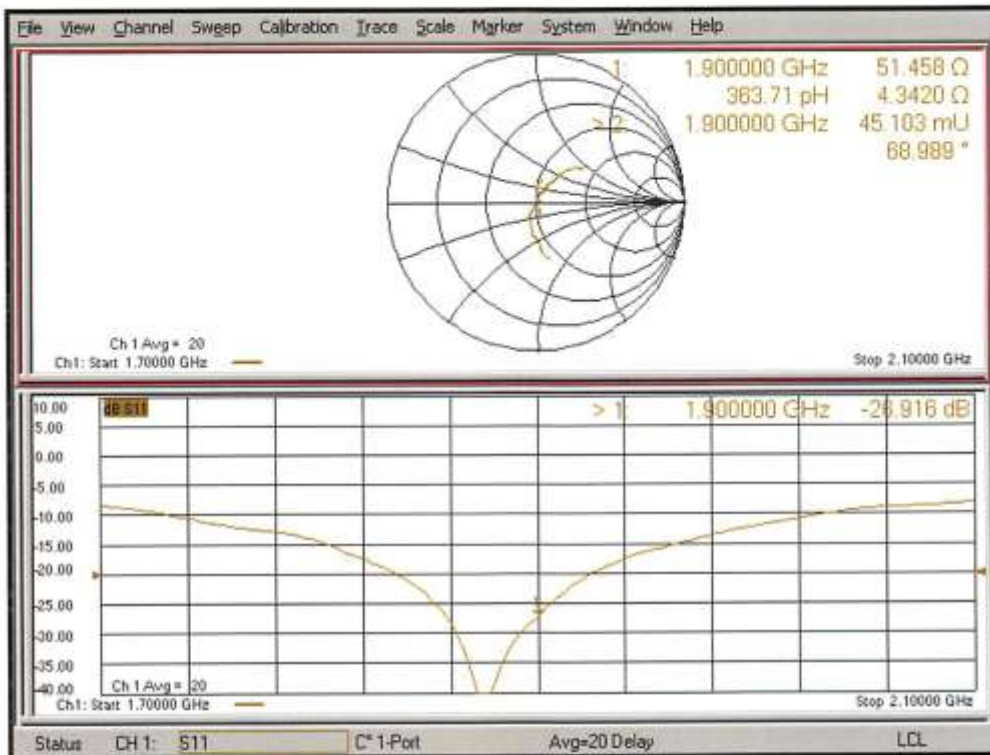 File View Channel Sweep Calibration Trace Scale Marker System Window Help
1: 1.900000 GHz 51.458 Ω
363.71 pH 4.3420 Ω
> 2: 1.900000 GHz 45.103 mU
68.989 °
Ch 1 Avg = 20
Ch1: Start 1.70000 GHz
Stop 2.10000 GHz
10.00
dB S11
> 1: 1.900000 GHz -26.916 dB
5.00
0.00
-5.00
-10.00
-15.00
-20.00
-25.00
1
-30.00
-35.00
-40.00
Ch 1 Avg = 20
Ch1: Start 1.70000 GHz
Stop 2.10000 GHz
Status CH 1: S11 C* 1-Port Avg=20 Delay LCL